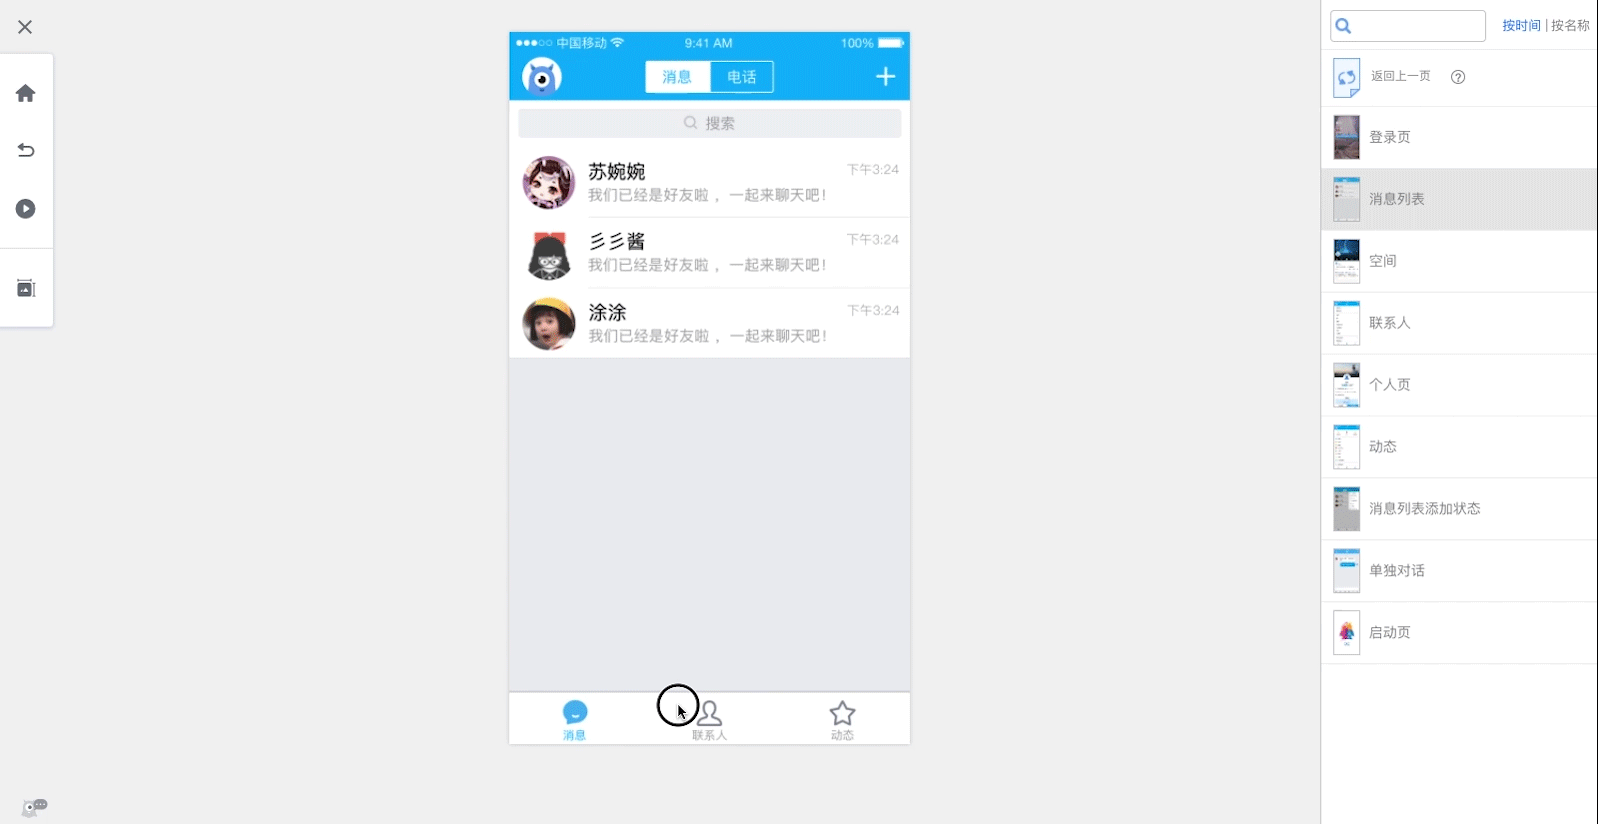 中国移动 9:41 AM 100%
消息 电话
搜索
苏婉婉 下午3:24
我们已经是好友啦，一起来聊天吧！
彡彡酱 下午3:24
我们已经是好友啦，一起来聊天吧！
涂涂 下午3:24
我们已经是好友啦，一起来聊天吧！
消息 联系人 动态
按时间 | 按名称
返回上一页 ?
登录页
消息列表
空间
联系人
个人页
动态
消息列表添加状态
单独对话
启动页